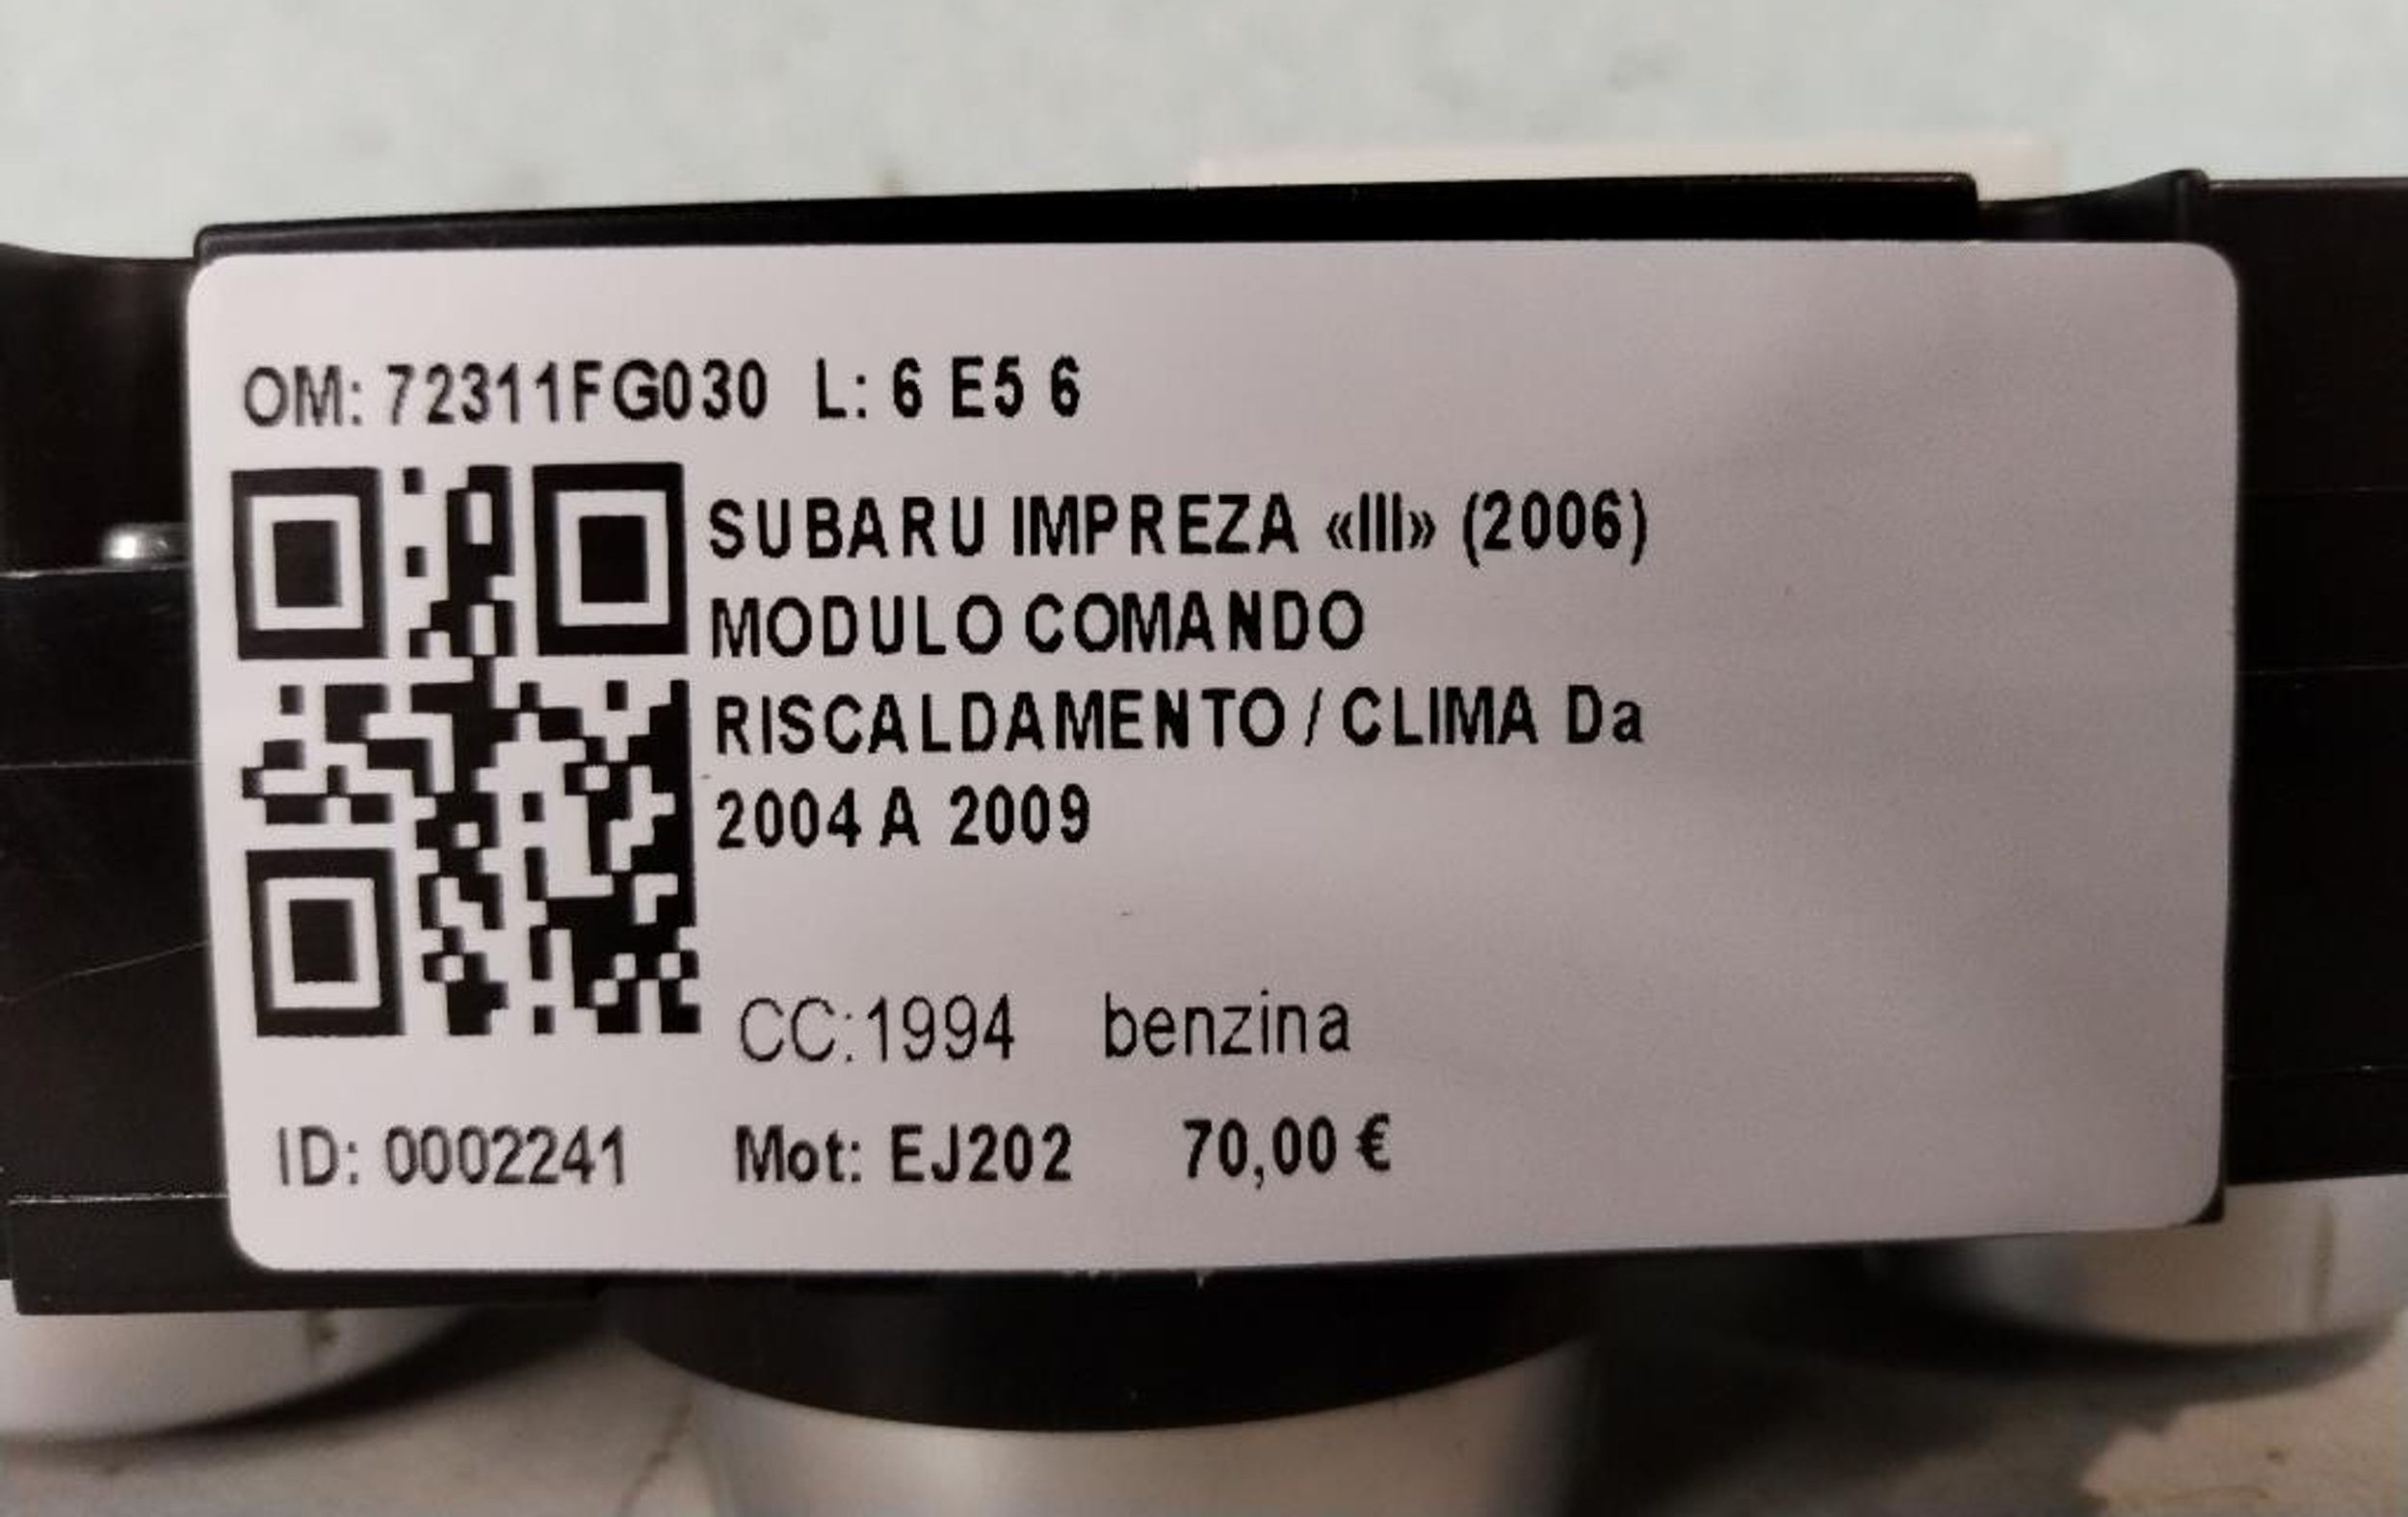 OM: 72311FG030 L: 6 E5 6
SUBARU IMPREZA «III» (2006)
MODULO COMANDO
RISCALDAMENTO / CLIMA Da
2004 A 2009
CC:1994 benzina
ID: 0002241 Mot: EJ202 70,00 €